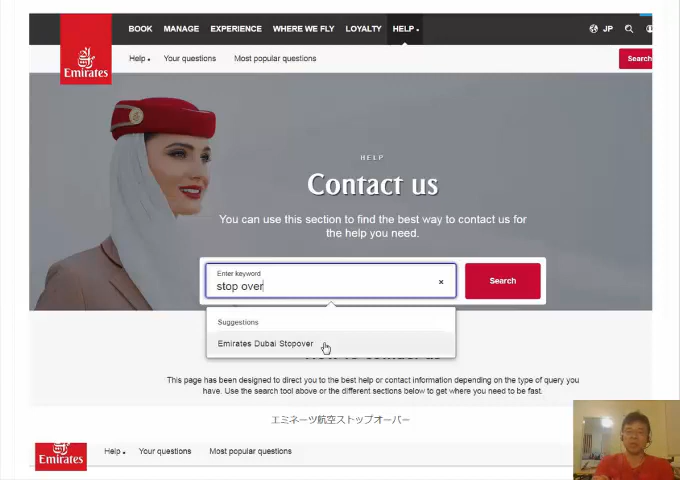 BOOK MANAGE EXPERIENCE WHERE WE FLY LOYALTY HELP JP
Emirates
Help Your questions Most popular questions Search
HELP
Contact us
You can use this section to find the best way to contact us for
the help you need.
Enter keyword
stop over
Search
Suggestions
Emirates Dubai Stopover
This page has been designed to direct you to the best help or contact information depending on the type of query you
have. Use the search tool above or the different sections below to get where you need to be fast.
エミネーツ航空ストップオーバー
Emirates
Help Your questions Most popular questions